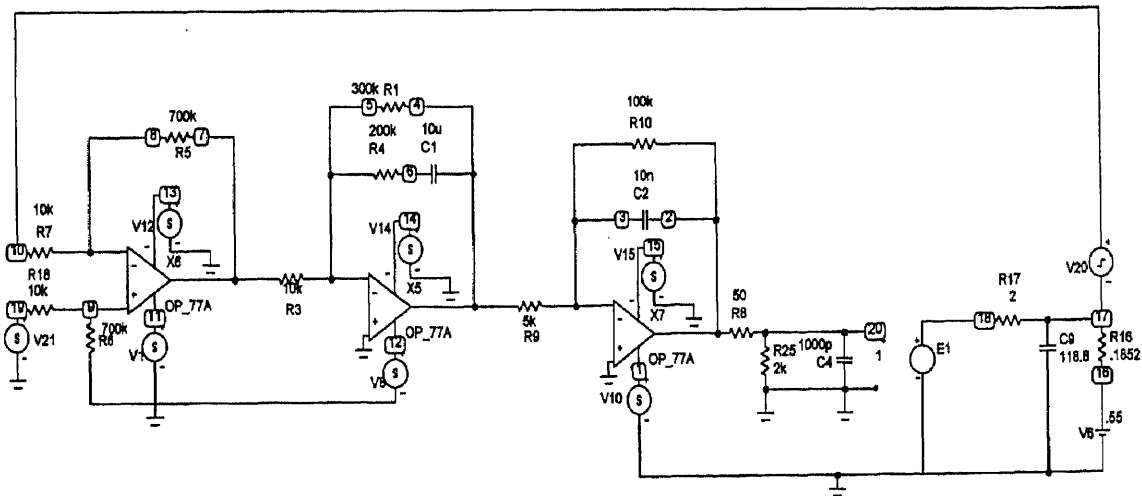 300k R1
5
4
200k
R4
10u
C1
6
100k
R10
10n
C2
3
2
700k
8
7
R5
13
V12
S
X6
14
V14
S
X5
15
V15
S
X7
10k
10
R7
R18
10k
19
9
700k
R6
V21
S
OP_77A
11
V1
S
10k
R3
OP_77A
12
V8
S
5k
R9
OP_77A
1
V10
S
50
R8
20
1
R25
2k
1000p
C4
V20
R17
2
18
17
E1
C9
118.8
R16
.1852
16
.55
V6